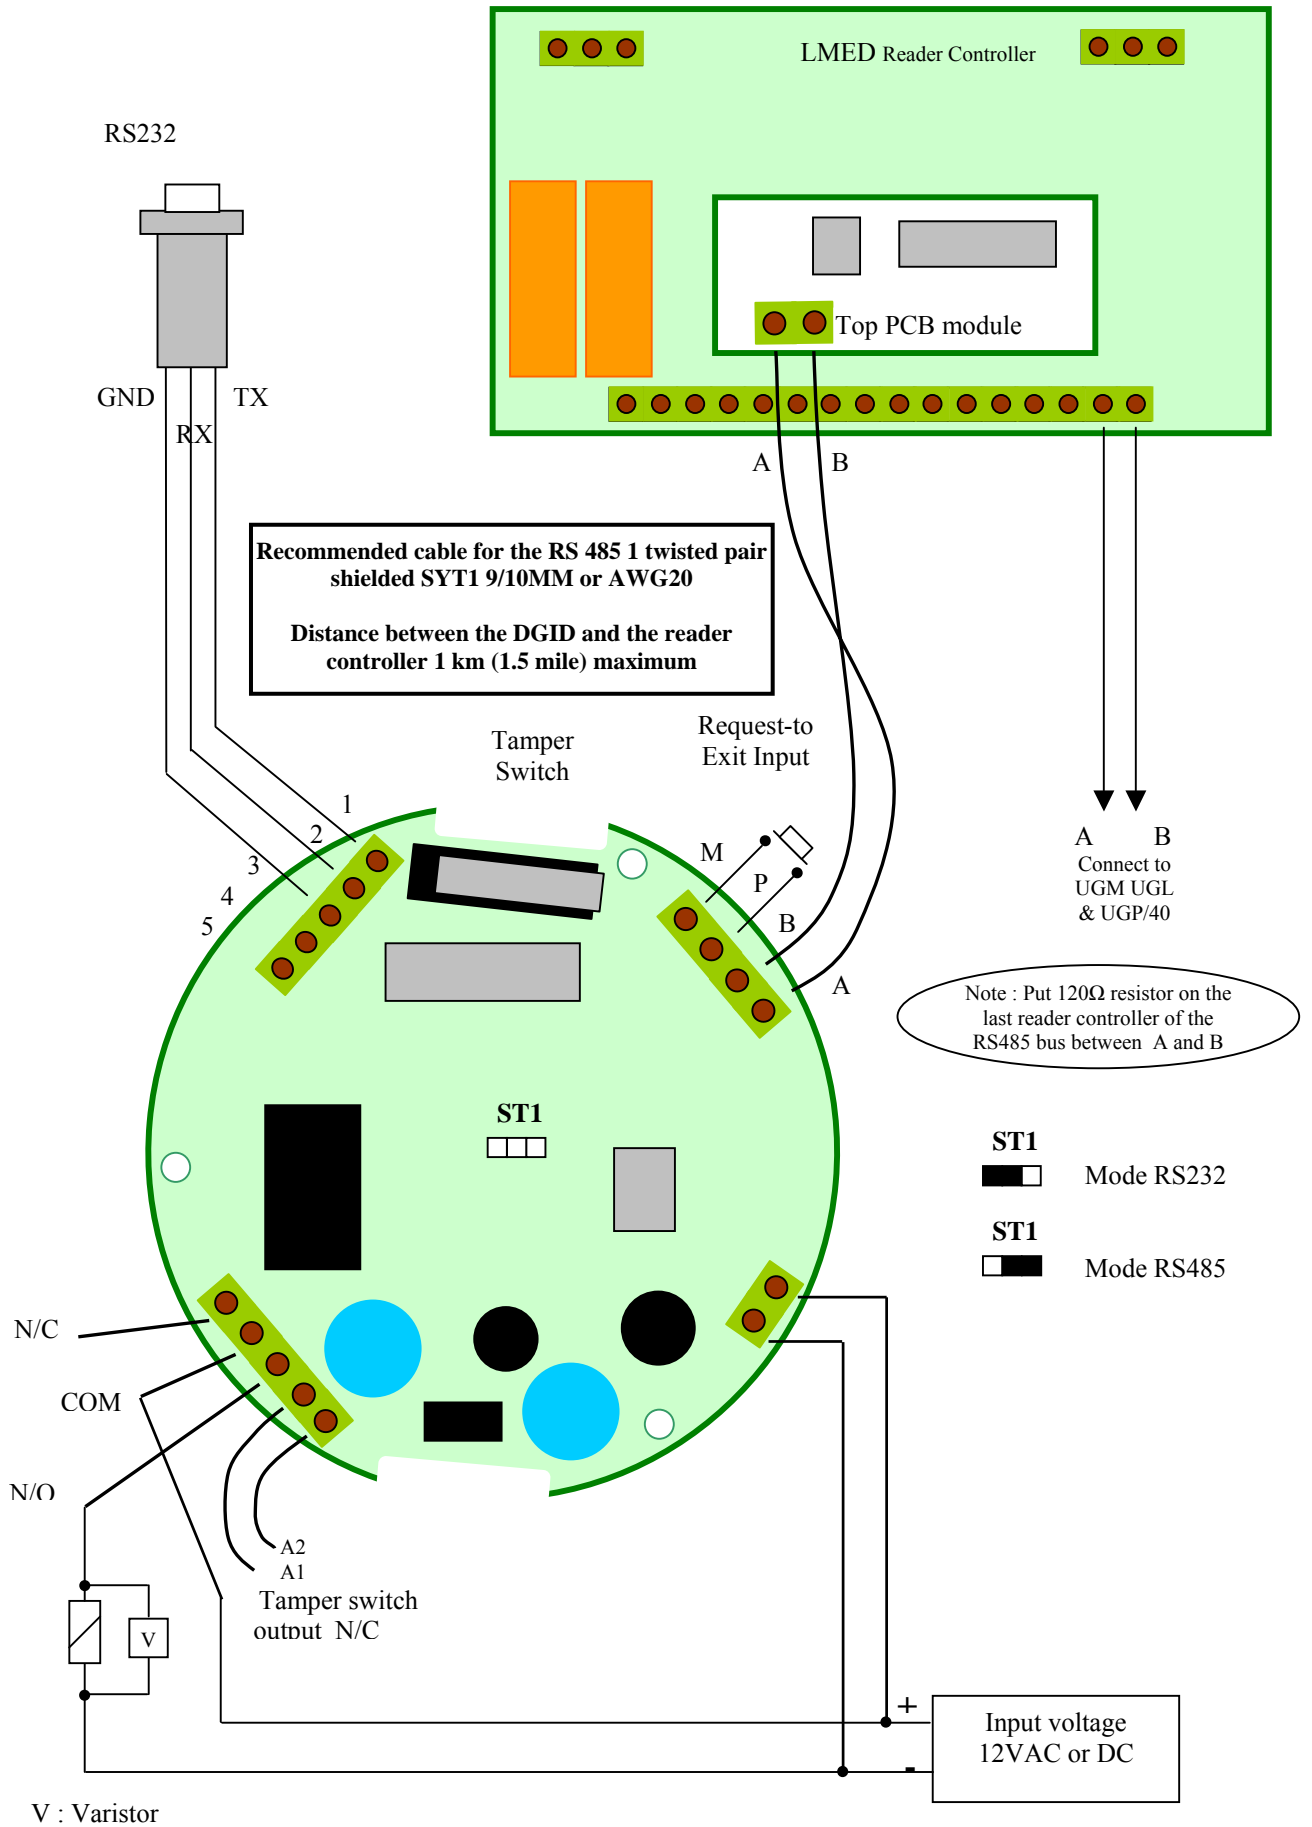 LMED Reader Controller
RS232
Top PCB module
GND
TX
RX
A
B
Recommended cable for the RS 485 1 twisted pair
shielded SYT1 9/10MM or AWG20
Distance between the DGID and the reader
controller 1 km (1.5 mile) maximum
Tamper
Switch
Request-to
Exit Input
1
2
3
4
5
M
P
B
A
A
B
Connect to
UGM UGL
& UGP/40
Note : Put 120Ω resistor on the
last reader controller of the
RS485 bus between A and B
ST1
ST1
Mode RS232
ST1
Mode RS485
N/C
COM
N/O
A2
A1
Tamper switch
output N/C
V
+
-
Input voltage
12VAC or DC
V : Varistor